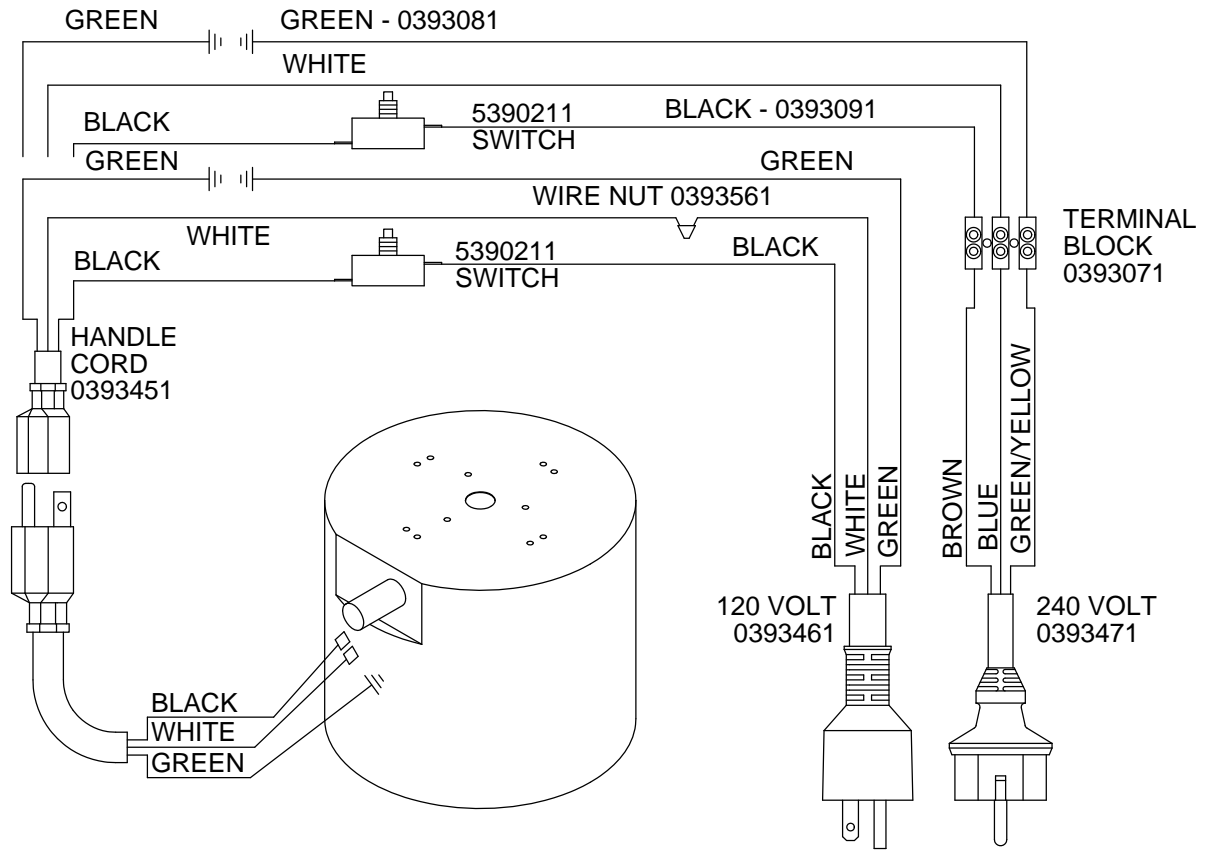 GREEN
GREEN - 0393081
WHITE
BLACK
5390211
SWITCH
BLACK - 0393091
GREEN
GREEN
WIRE NUT 0393561
WHITE
BLACK
5390211
SWITCH
BLACK
TERMINAL
BLOCK
0393071
HANDLE
CORD
0393451
BLACK
WHITE
GREEN
BROWN
BLUE
GREEN/YELLOW
120 VOLT
0393461
240 VOLT
0393471
BLACK
WHITE
GREEN